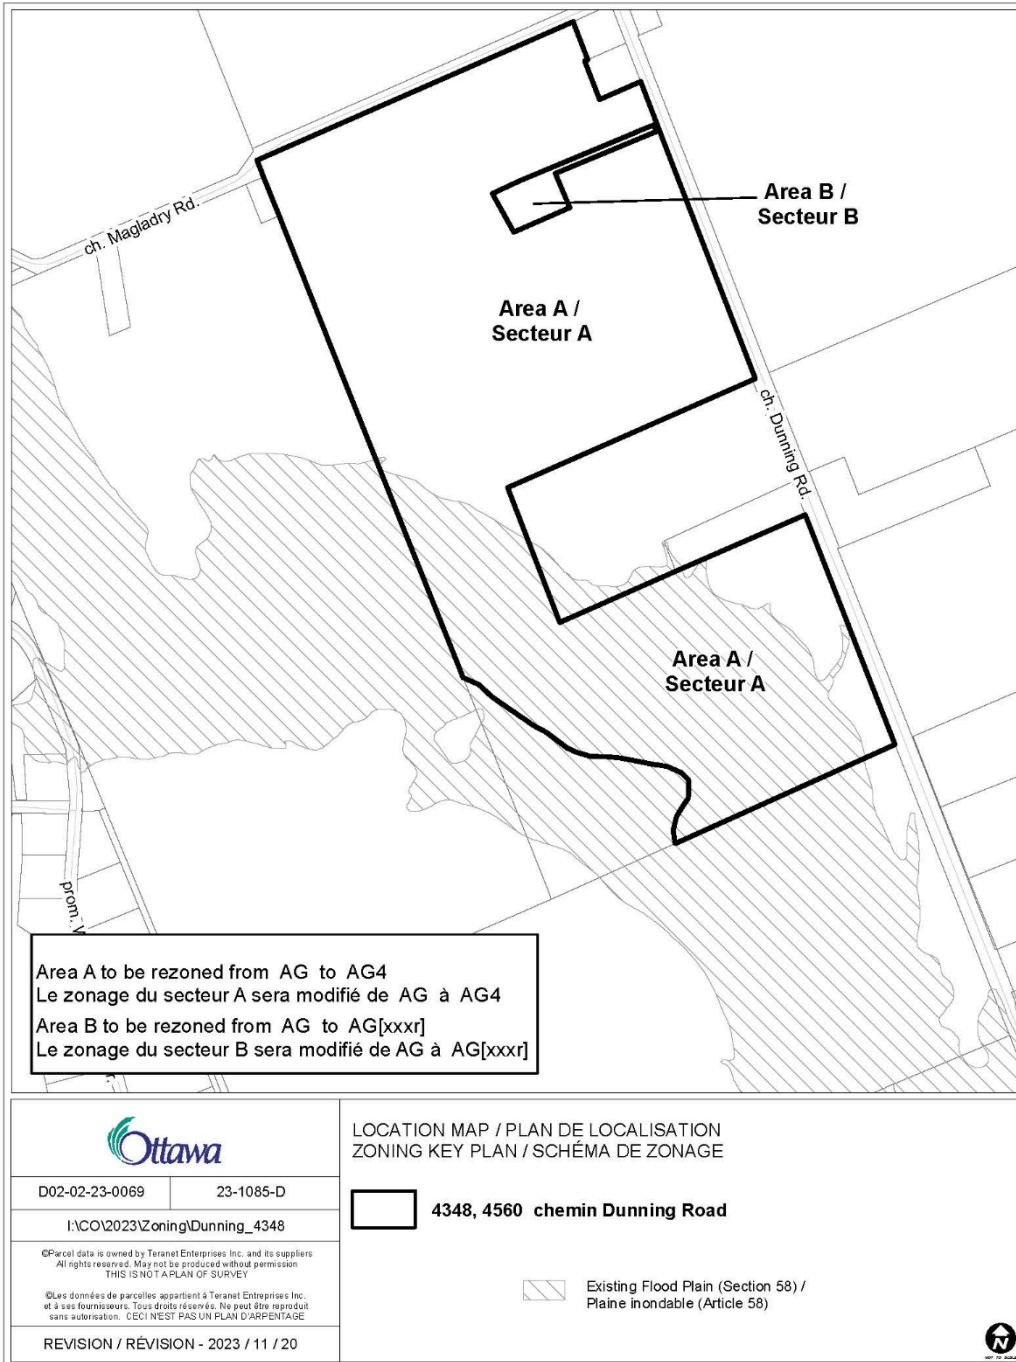 ch. Magladry Rd.
Area B /
Secteur B
Area A /
Secteur A
ch. Dunning Rd.
Area A /
Secteur A
prom.
r.
Area A to be rezoned from AG to AG4
Le zonage du secteur A sera modifié de AG à AG4
Area B to be rezoned from AG to AG[xxxr]
Le zonage du secteur B sera modifié de AG à AG[xxxr]
Ottawa
D02-02-23-0069
23-1085-D
I:\CO\2023\Zoning\Dunning_4348
©Parcel data is owned by Teranet Enterprises Inc. and its suppliers
All rights reserved. May not be produced without permission
THIS IS NOT A PLAN OF SURVEY
©Les données de parcelles appartient à Teranet Enterprises Inc.
et à ses fournisseurs. Tous droits réservés. Ne peut être reproduit
sans autorisation. CECI N'EST PAS UN PLAN D'ARPENTAGE
REVISION / RÉVISION - 2023 / 11 / 20
LOCATION MAP / PLAN DE LOCALISATION
ZONING KEY PLAN / SCHÉMA DE ZONAGE
4348, 4560 chemin Dunning Road
Existing Flood Plain (Section 58) /
Plaine inondable (Article 58)
N
NOT TO SCALE